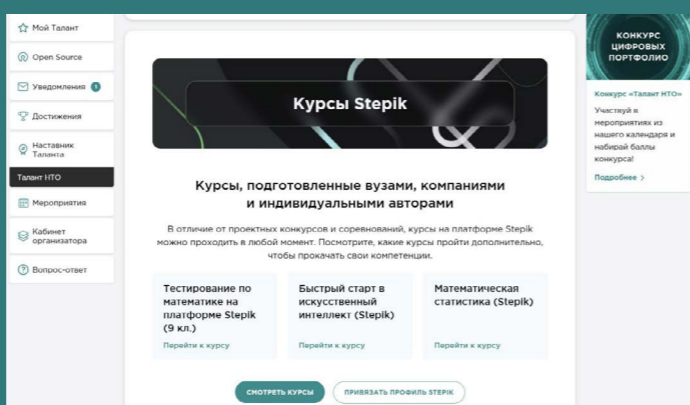 Мой Талант
Open Source
Уведомления 1
Достижения
Наставник
Таланта
Талант НТО
Мероприятия
Кабинет
организатора
Вопрос-ответ
Курсы Stepik
Курсы, подготовленные вузами, компаниями
и индивидуальными авторами
В отличие от проектных конкурсов и соревнований, курсы на платформе Stepik
можно проходить в любой момент. Посмотрите, какие курсы пройти дополнительно,
чтобы прокачать свои компетенции.
Тестирование по
математике на
платформе Stepik
(9 кл.)
Перейти к курсу
Быстрый старт в
искусственный
интеллект (Stepik)
Перейти к курсу
Математическая
статистика (Stepik)
Перейти к курсу
СМОТРЕТЬ КУРСЫ
ПРИВЯЗАТЬ ПРОФИЛЬ STEPIK
КОНКУРС
ЦИФРОВЫХ
ПОРТФОЛИО
Конкурс «Талант НТО»
Участвуй в
мероприятиях из
нашего календаря и
набирай баллы
конкурса!
Подробнее >